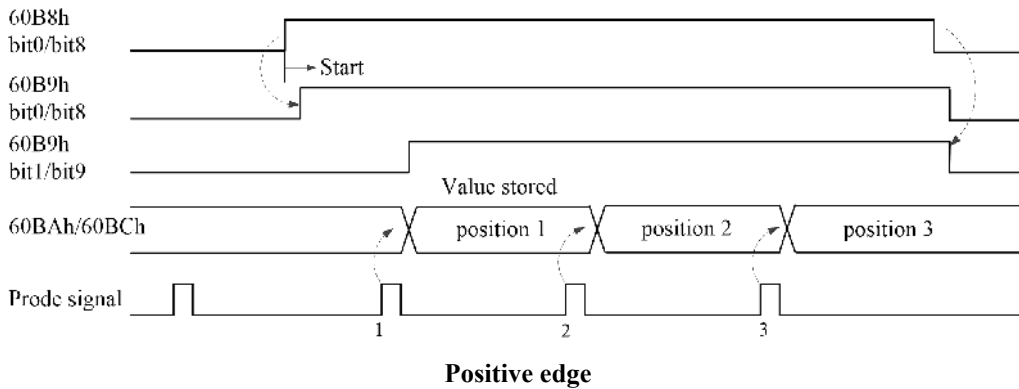 60B8h
bit0/bit8
Start
60B9h
bit0/bit8
60B9h
bit1/bit9
Value stored
60BAh/60BCh
position 1
position 2
position 3
Prode signal
1
2
3
Positive edge